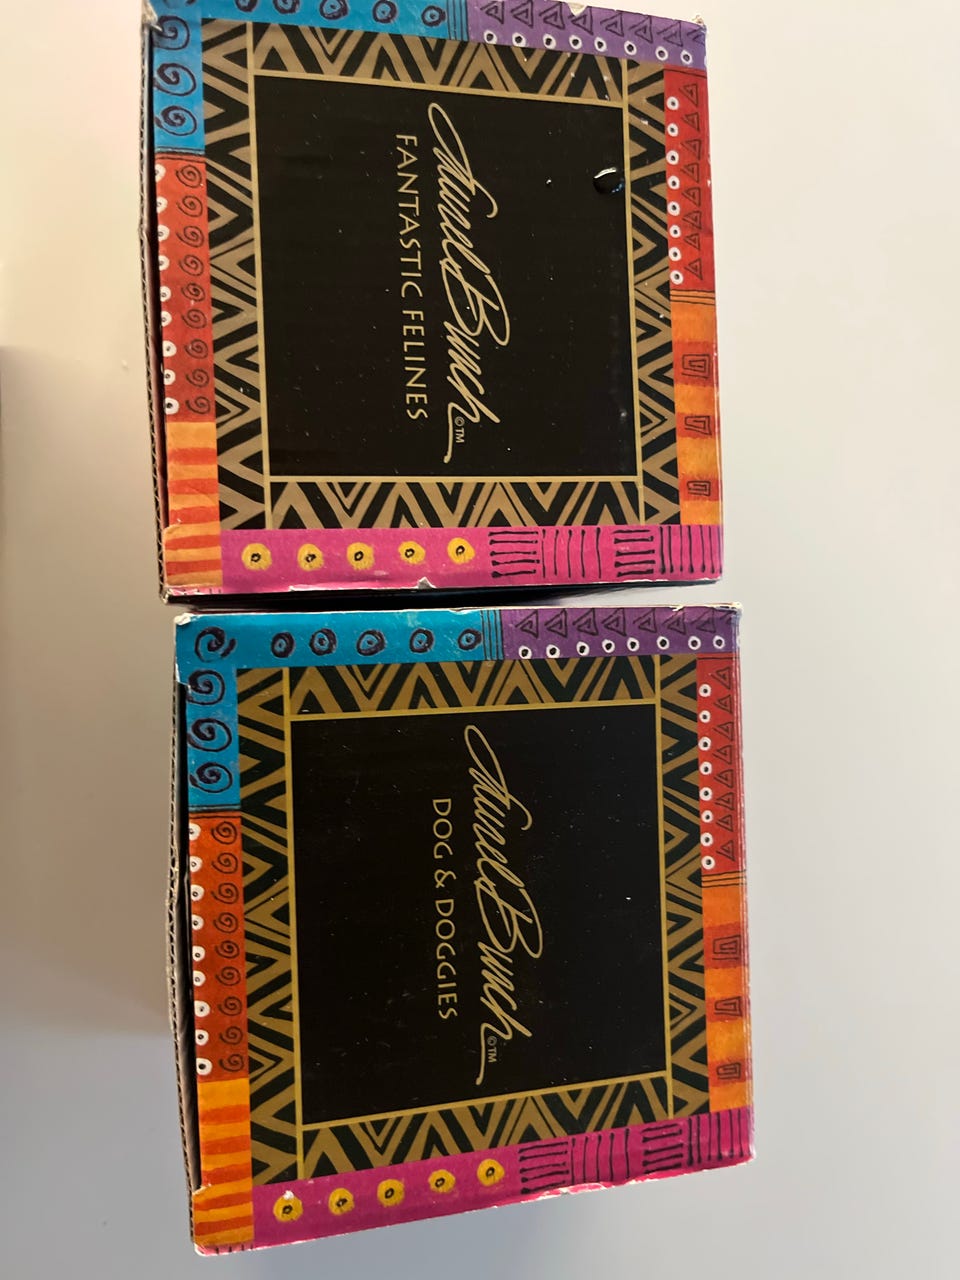 Laurel Burch ©™
FANTASTIC FELINES
Laurel Burch ©™
DOG & DOGGIES